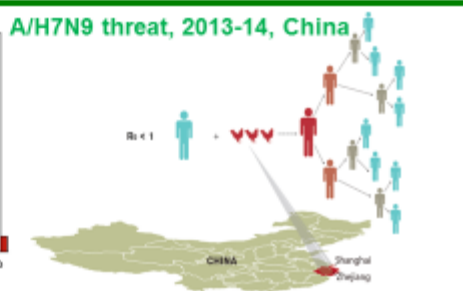 A/H7N9 threat, 2013-14, China
R₀ < 1
+
CHINA
Shanghai
Zhejiang